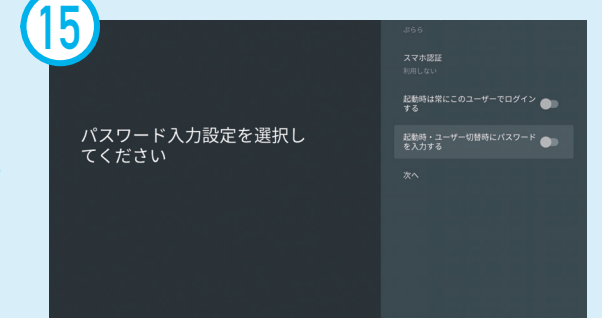 15
ぷらら
スマホ認証
利用しない
起動時は常にこのユーザーでログイン
する
パスワード入力設定を選択し
てください
起動時・ユーザー切替時にパスワード
を入力する
次へ